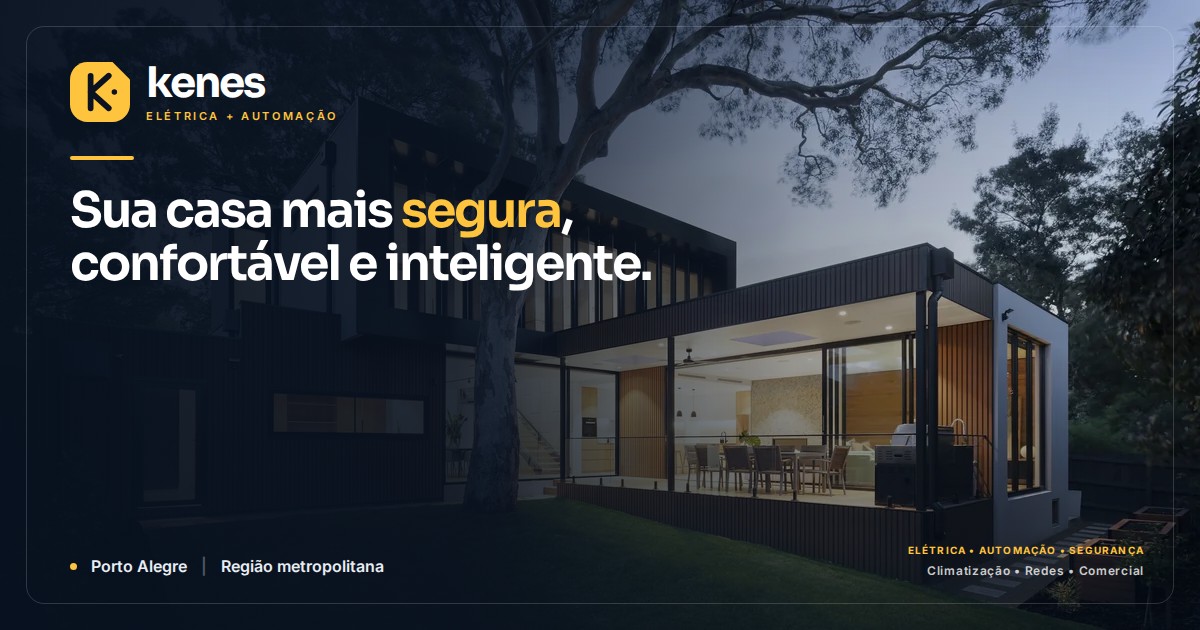 kenes
ELÉTRICA + AUTOMAÇÃO
Sua casa mais segura,
confortável e inteligente.
Porto Alegre | Região metropolitana
ELÉTRICA • AUTOMAÇÃO • SEGURANÇA
Climatização • Redes • Comercial